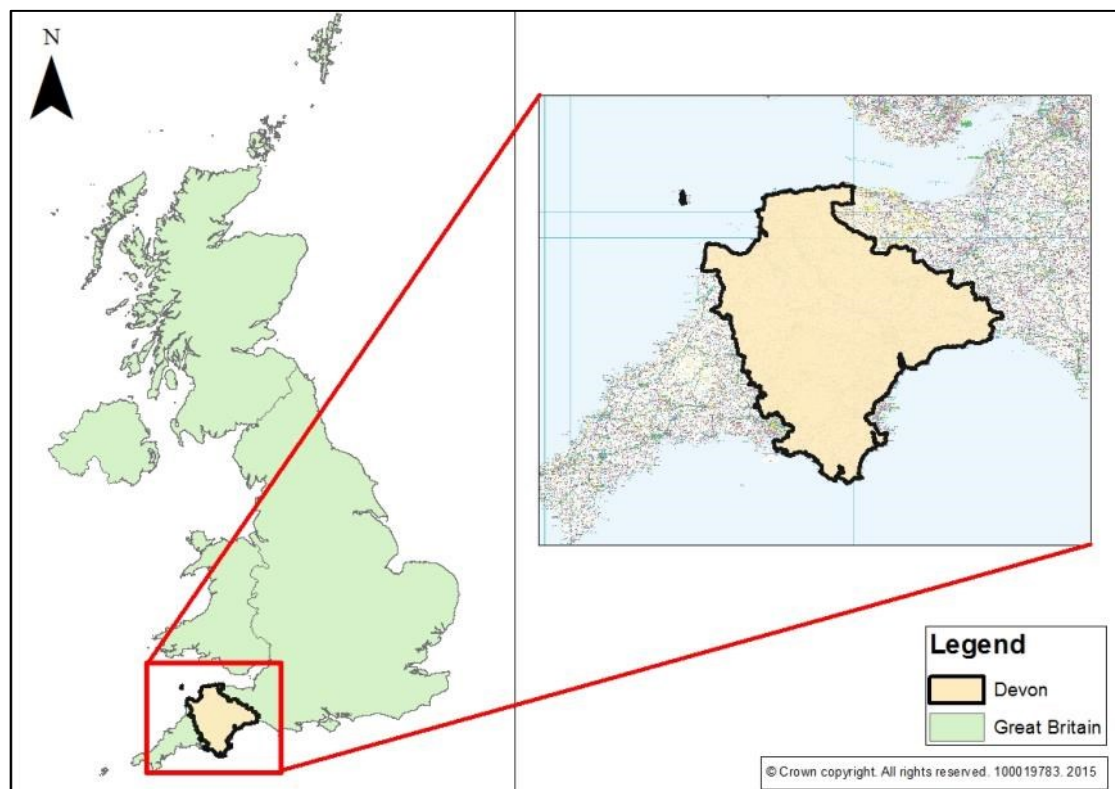 N
Legend
Devon
Great Britain
© Crown copyright. All rights reserved. 100019783. 2015